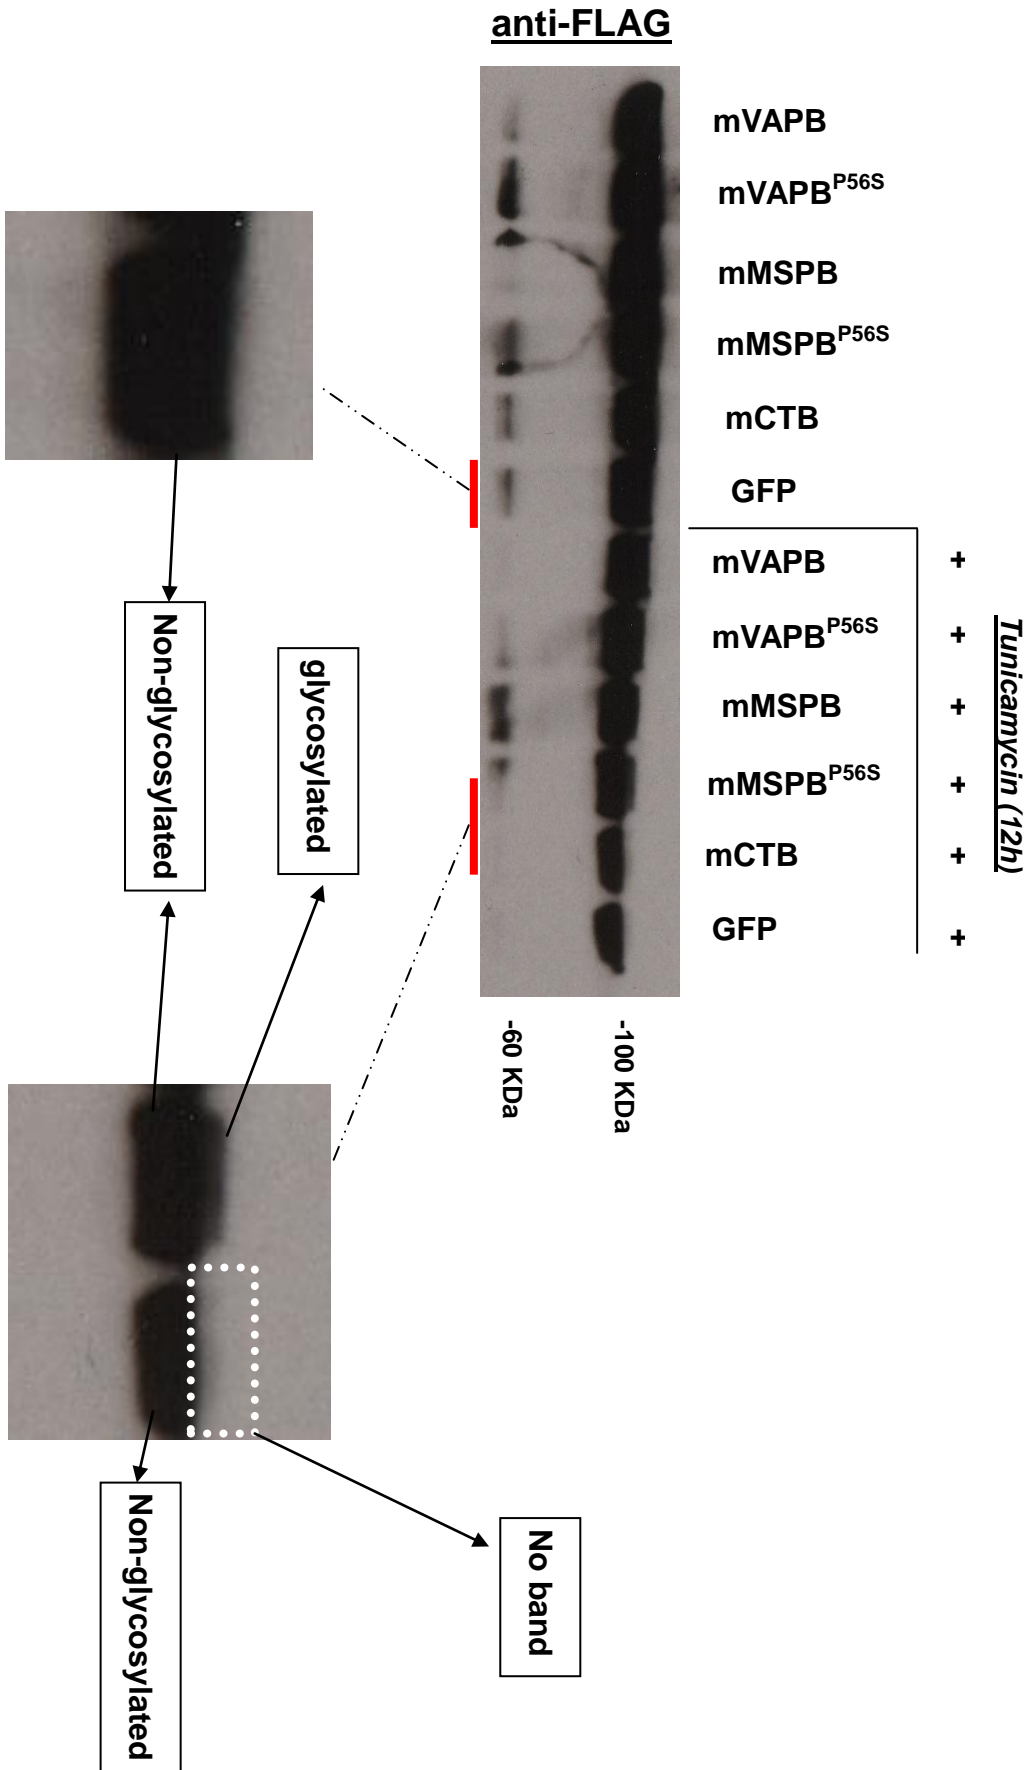 anti-FLAG
mVAPB
mVAPBP56S
mMSPB
mMSPBP56S
mCTB
GFP
mVAPB +
mVAPBP56S +
mMSPB +
mMSPBP56S +
mCTB +
GFP +
Tunicamycin (12h)
-60 KDa
-100 KDa
Non-glycosylated
glycosylated
No band
Non-glycosylated